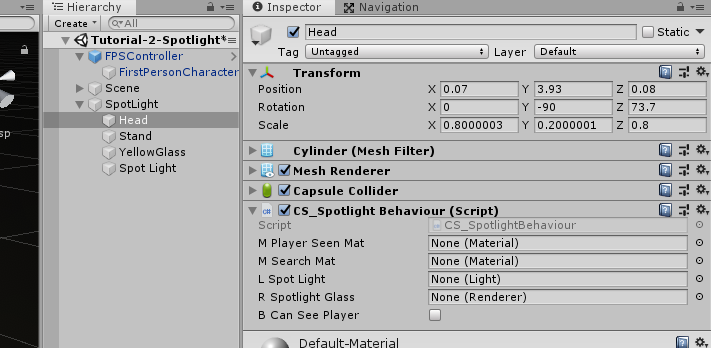 Hierarchy
Create All
Tutorial-2-Spotlight*
FPSController
FirstPersonCharacter
Scene
SpotLight
Head
Stand
YellowGlass
Spot Light
sp
Inspector Navigation
Head Static
Tag Untagged Layer Default
Transform
Position X 0.07 Y 3.93 Z 0.08
Rotation X 0 Y -90 Z 73.7
Scale X 0.8000003 Y 0.2000001 Z 0.8
Cylinder (Mesh Filter)
Mesh Renderer
Capsule Collider
C# CS_Spotlight Behaviour (Script)
Script CS_SpotlightBehaviour
M Player Seen Mat None (Material)
M Search Mat None (Material)
L Spot Light None (Light)
R Spotlight Glass None (Renderer)
B Can See Player
Default-Material